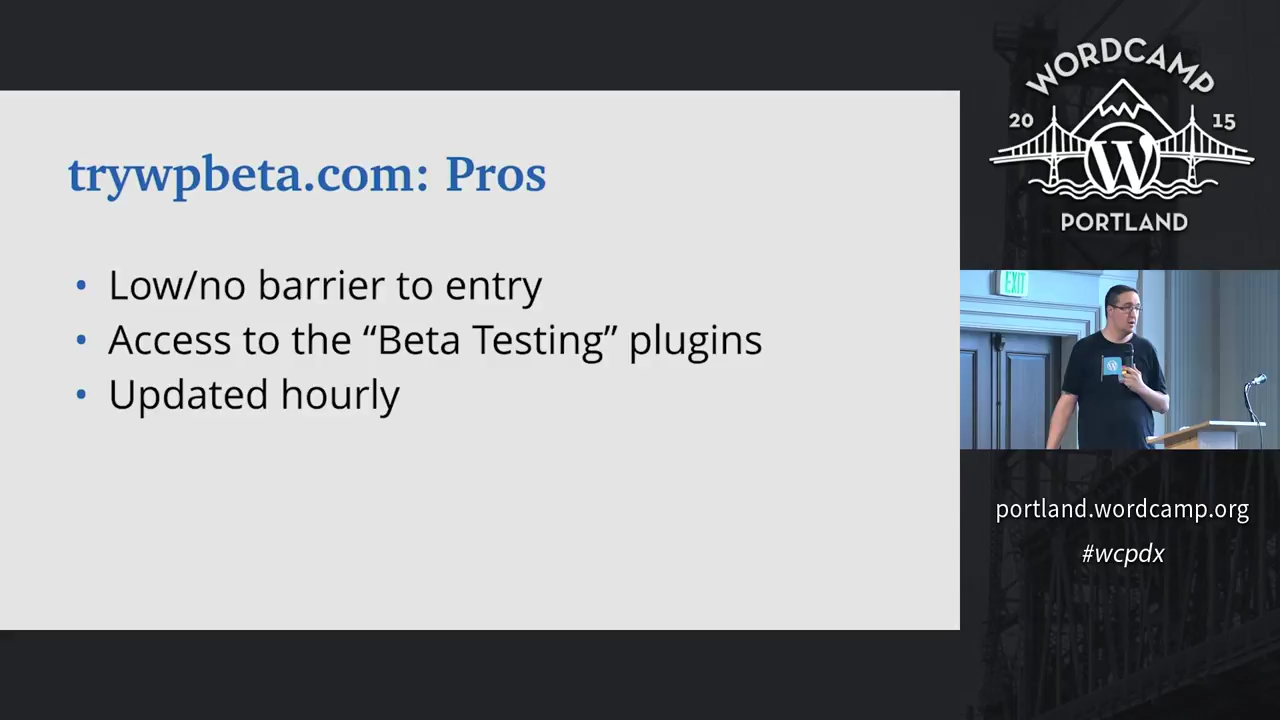 trywpbeta.com: Pros
• Low/no barrier to entry
• Access to the “Beta Testing” plugins
• Updated hourly
WORDCAMP
20 15
W
PORTLAND
EXIT
portland.wordcamp.org
#wcpdx